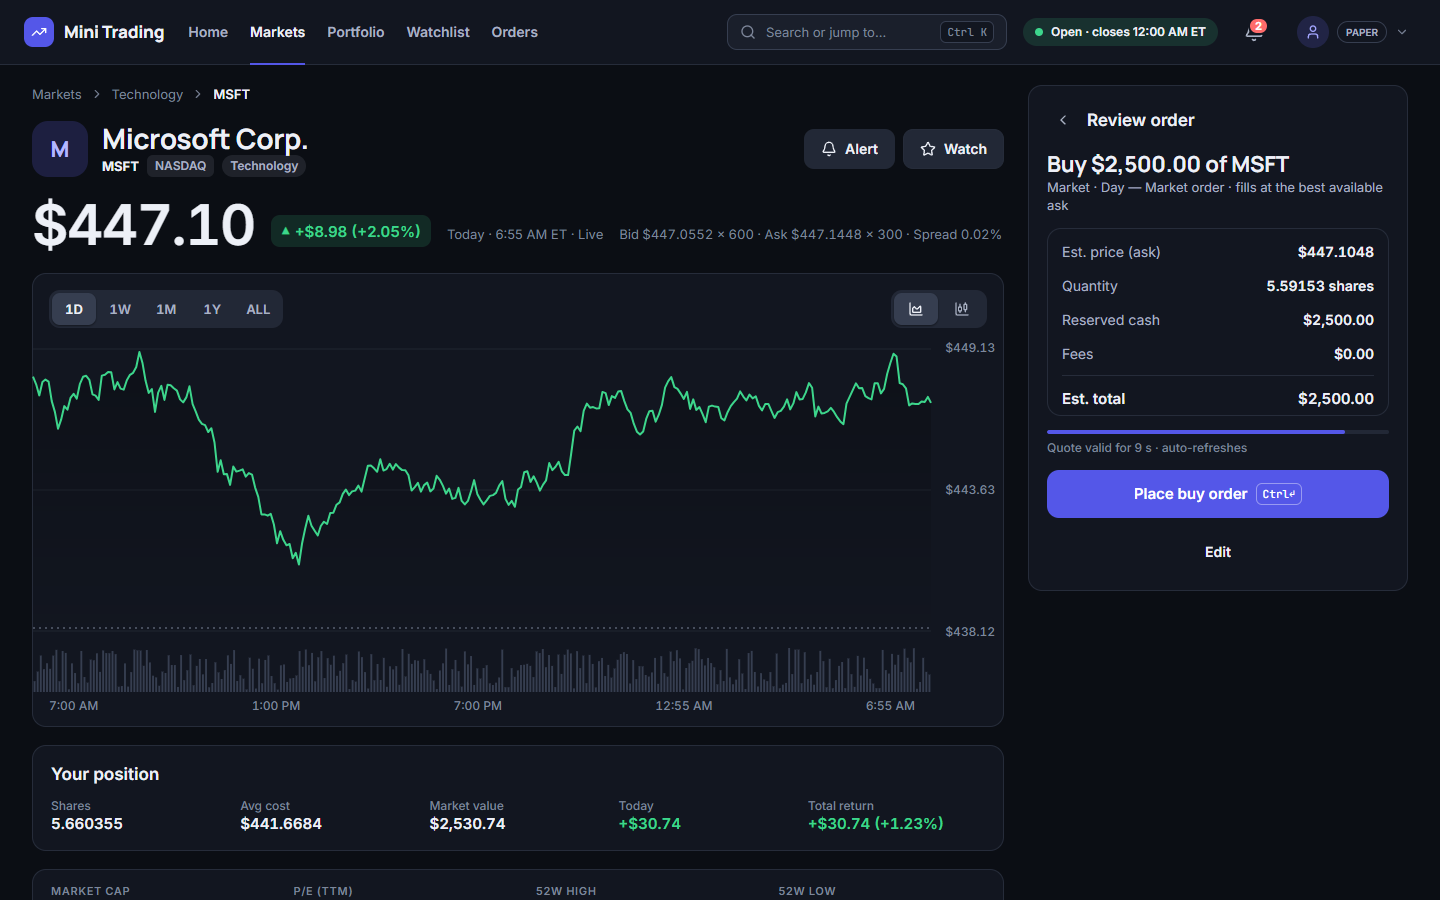 Mini Trading
Home
Markets
Portfolio
Watchlist
Orders
Search or jump to...
Ctrl K
Open · closes 12:00 AM ET
2
PAPER
Markets
Technology
MSFT
M
Microsoft Corp.
MSFT
NASDAQ
Technology
Alert
Watch
$447.10
▲ +$8.98 (+2.05%)
Today · 6:55 AM ET · Live
Bid $447.0552 × 600 · Ask $447.1448 × 300 · Spread 0.02%
1D
1W
1M
1Y
ALL
$449.13
$443.63
$438.12
7:00 AM
1:00 PM
7:00 PM
12:55 AM
6:55 AM
Your position
Shares
5.660355
Avg cost
$441.6684
Market value
$2,530.74
Today
+$30.74
Total return
+$30.74 (+1.23%)
MARKET CAP
P/E (TTM)
52W HIGH
52W LOW
Review order
Buy $2,500.00 of MSFT
Market · Day — Market order · fills at the best available
ask
Est. price (ask)
$447.1048
Quantity
5.59153 shares
Reserved cash
$2,500.00
Fees
$0.00
Est. total
$2,500.00
Quote valid for 9 s · auto-refreshes
Place buy order
Ctrl↵
Edit